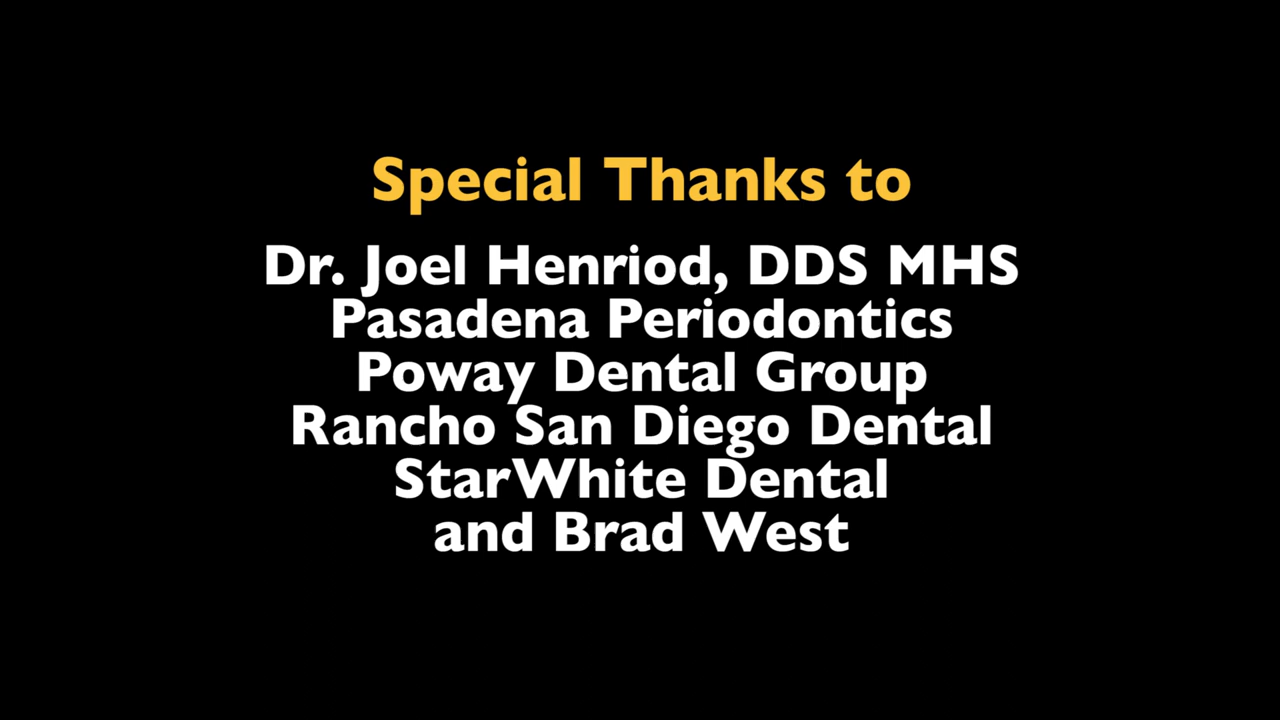 Special Thanks to
Dr. Joel Henriod, DDS MHS
Pasadena Periodontics
Poway Dental Group
Rancho San Diego Dental
StarWhite Dental
and Brad West